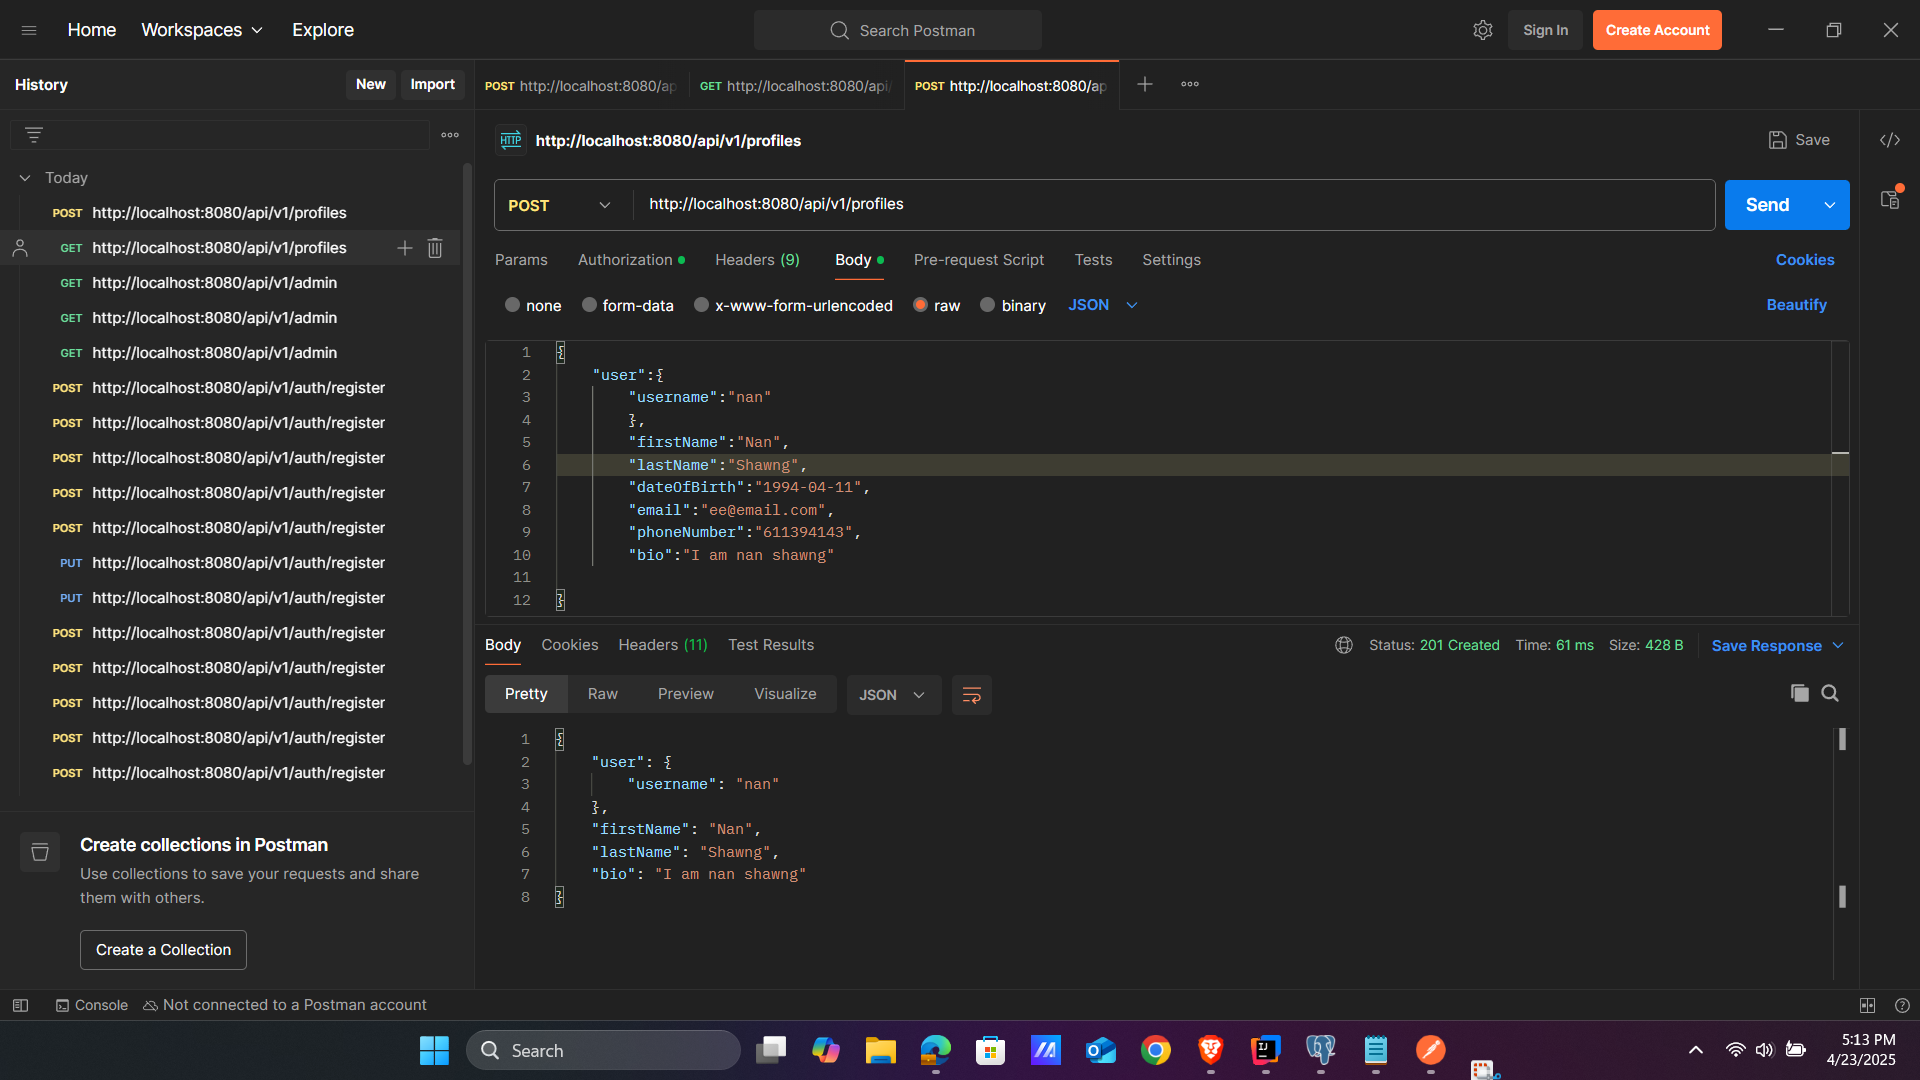 Home Workspaces Explore
Search Postman
Sign In Create Account
History New Import
POST http://localhost:8080/ap GET http://localhost:8080/api/ POST http://localhost:8080/ap
HTTP http://localhost:8080/api/v1/profiles
Save
Today
POST http://localhost:8080/api/v1/profiles
GET http://localhost:8080/api/v1/profiles
GET http://localhost:8080/api/v1/admin
GET http://localhost:8080/api/v1/admin
GET http://localhost:8080/api/v1/admin
POST http://localhost:8080/api/v1/auth/register
POST http://localhost:8080/api/v1/auth/register
POST http://localhost:8080/api/v1/auth/register
POST http://localhost:8080/api/v1/auth/register
POST http://localhost:8080/api/v1/auth/register
PUT http://localhost:8080/api/v1/auth/register
PUT http://localhost:8080/api/v1/auth/register
POST http://localhost:8080/api/v1/auth/register
POST http://localhost:8080/api/v1/auth/register
POST http://localhost:8080/api/v1/auth/register
POST http://localhost:8080/api/v1/auth/register
POST http://localhost:8080/api/v1/auth/register
Create collections in Postman
Use collections to save your requests and share
them with others.
Create a Collection
POST http://localhost:8080/api/v1/profiles Send
Params Authorization Headers (9) Body Pre-request Script Tests Settings Cookies
none form-data x-www-form-urlencoded raw binary JSON Beautify
1 {
2 "user":{
3 "username":"nan"
4 },
5 "firstName":"Nan",
6 "lastName":"Shawng",
7 "dateOfBirth":"1994-04-11",
8 "email":"ee@email.com",
9 "phoneNumber":"611394143",
10 "bio":"I am nan shawng"
11
12 }
Body Cookies Headers (11) Test Results Status: 201 Created Time: 61 ms Size: 428 B Save Response
Pretty Raw Preview Visualize JSON
1 {
2 "user": {
3 "username": "nan"
4 },
5 "firstName": "Nan",
6 "lastName": "Shawng",
7 "bio": "I am nan shawng"
8 }
Console Not connected to a Postman account
Search
5:13 PM
4/23/2025